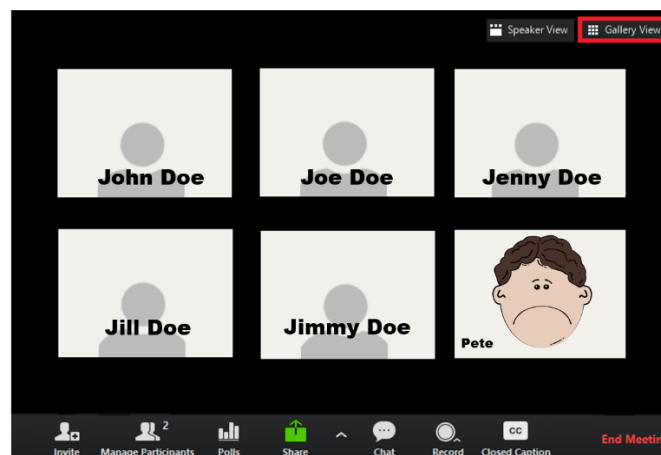 Speaker View Gallery View
John Doe Joe Doe Jenny Doe
Jill Doe Jimmy Doe Pete
2
CC
Invite Manage Participants Polls Share Chat Record Closed Caption End Meetin